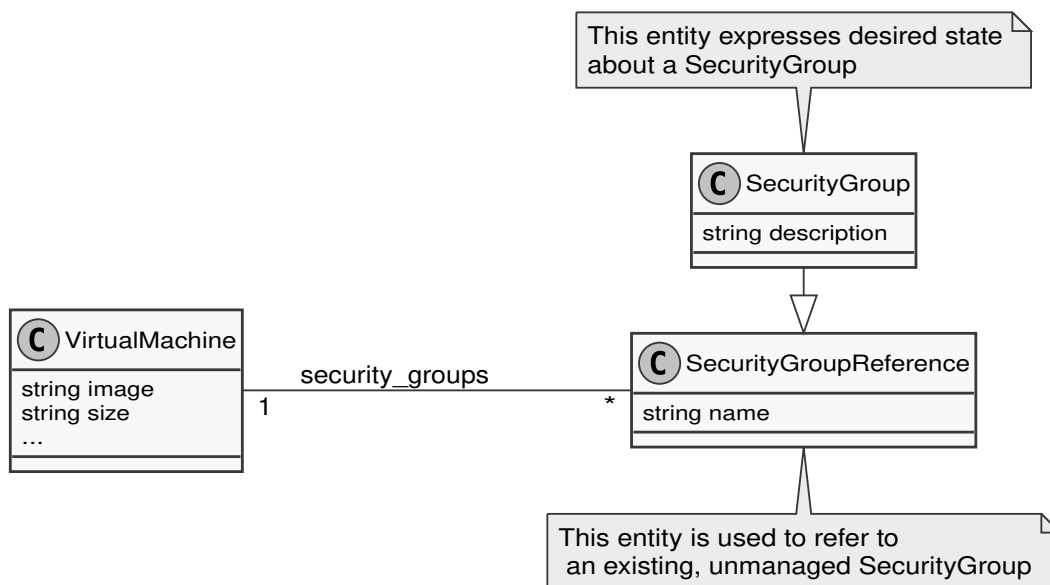 This entity expresses desired state
about a SecurityGroup
C SecurityGroup
string description
C VirtualMachine
string image
string size
...
security_groups
1
*
C SecurityGroupReference
string name
This entity is used to refer to
an existing, unmanaged SecurityGroup